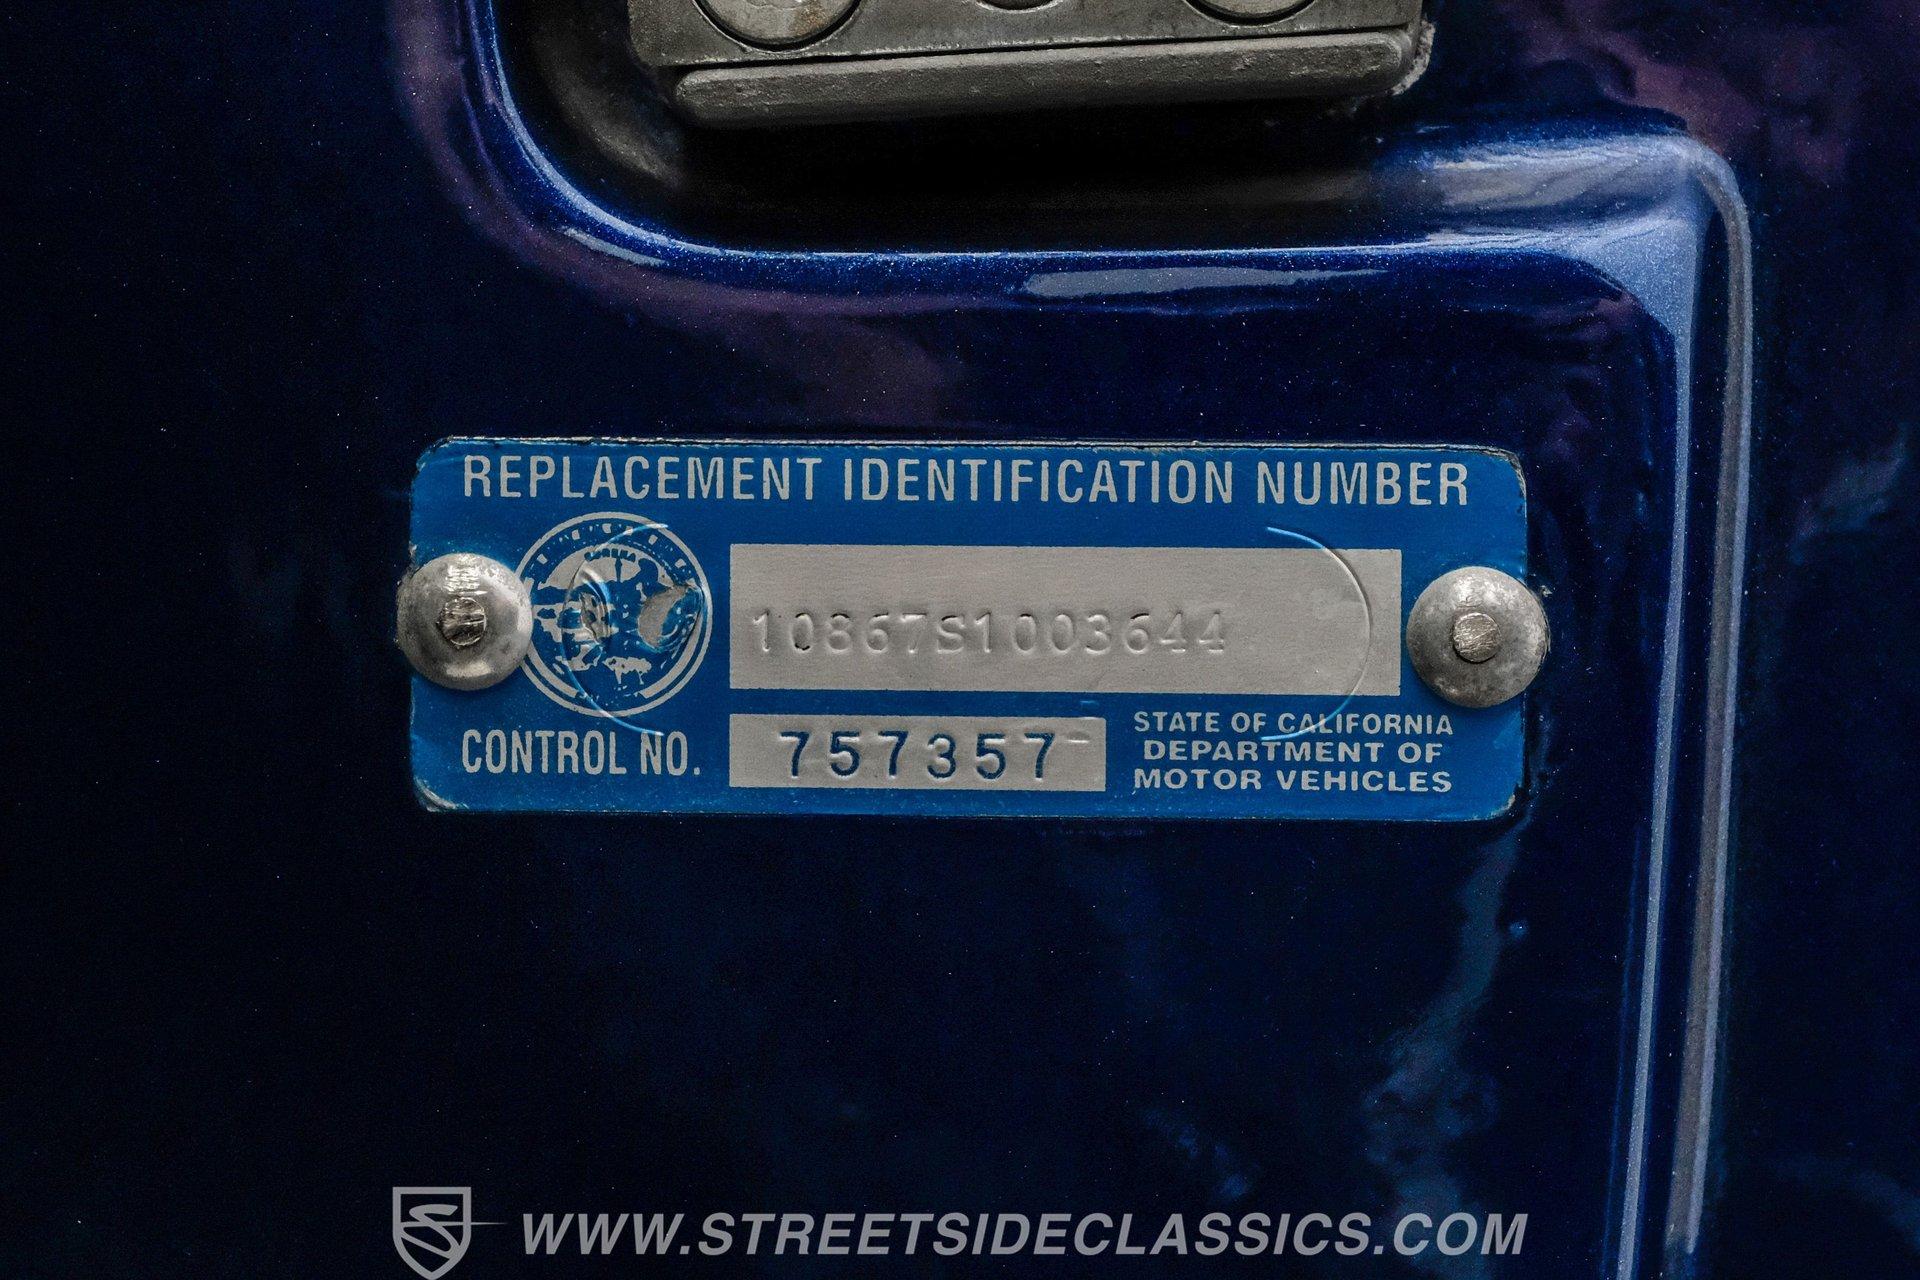 REPLACEMENT IDENTIFICATION NUMBER
10867S1003644
CONTROL NO. 757357
STATE OF CALIFORNIA
DEPARTMENT OF
MOTOR VEHICLES
WWW.STREETSIDECLASSICS.COM